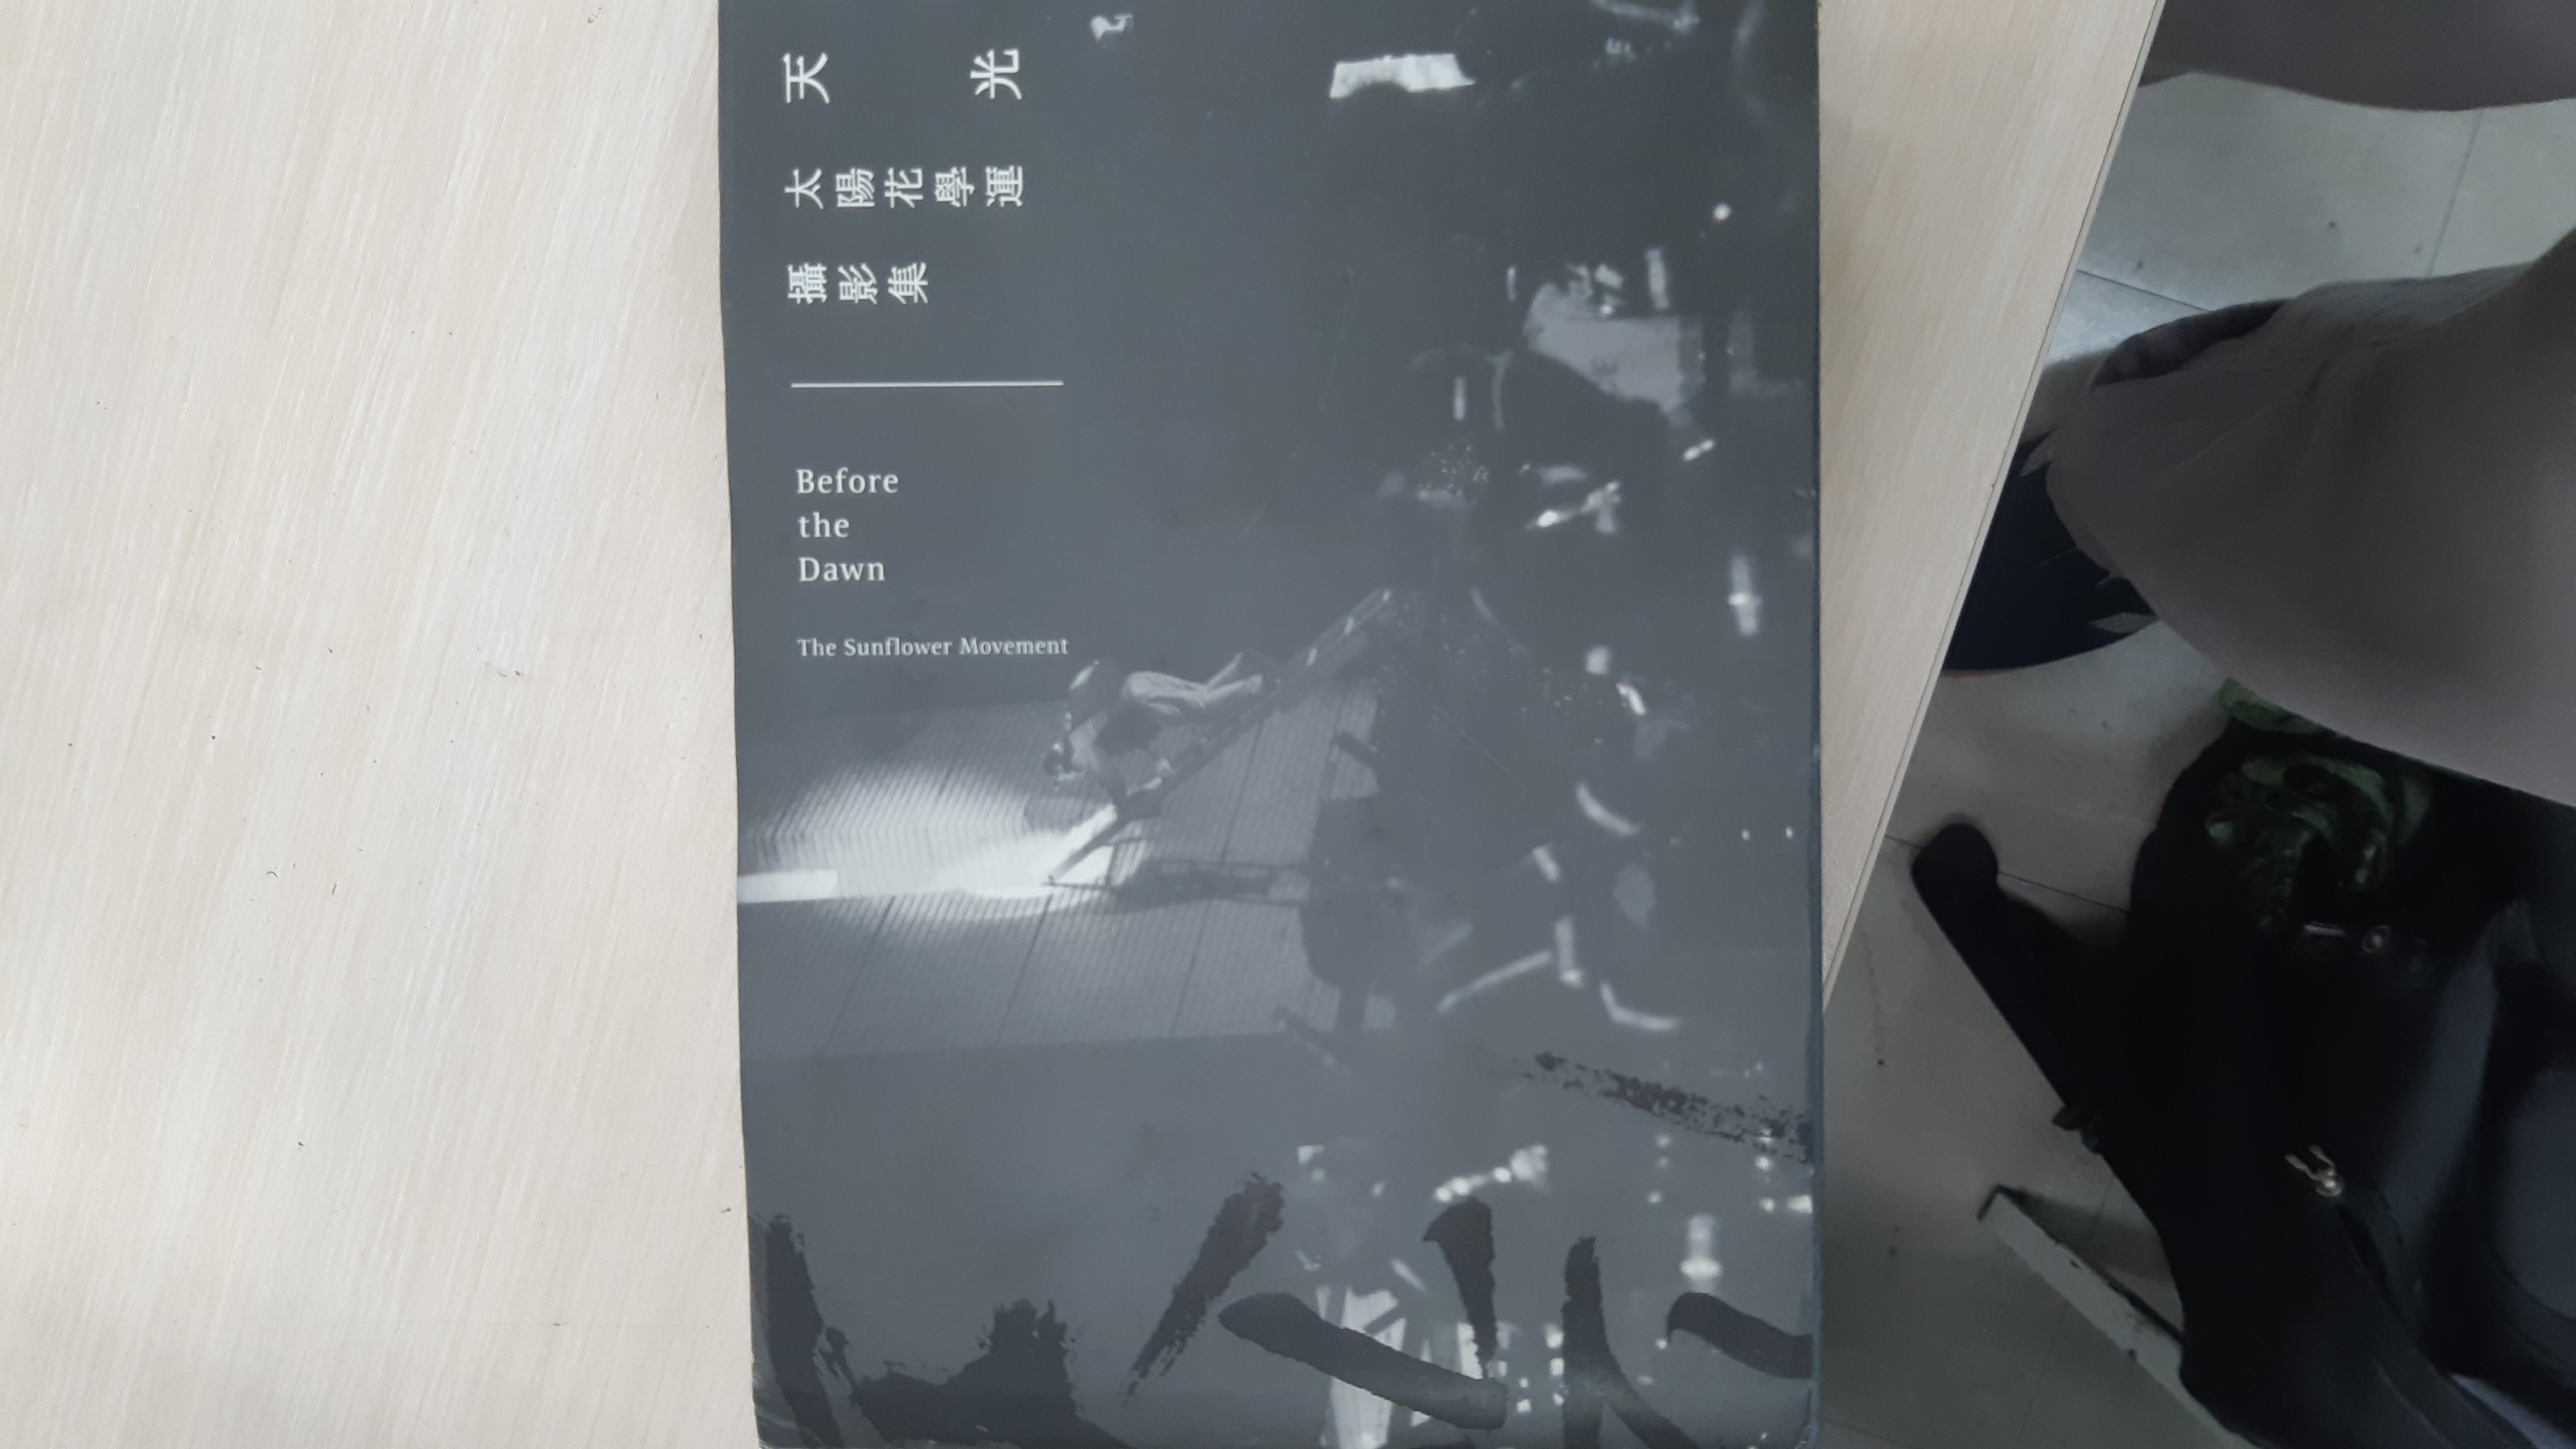 天光
太陽花學運
攝影集
Before
the
Dawn
The Sunflower Movement